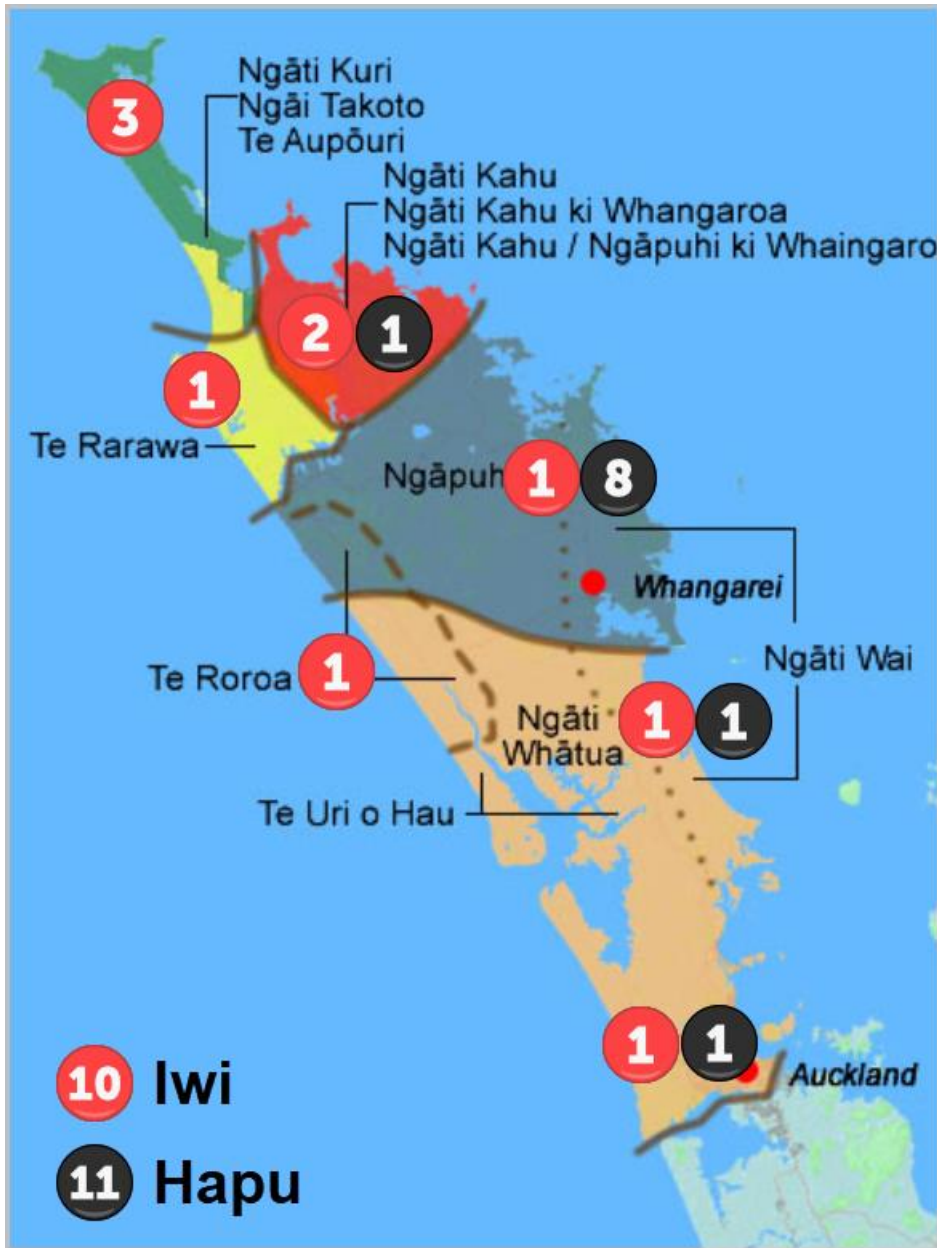 Ngāti Kuri
Ngāi Takoto
Te Aupōuri
3
Ngāti Kahu
Ngāti Kahu ki Whangaroa
Ngāti Kahu / Ngāpuhi ki Whaingaro
2 1
1
Te Rarawa
Ngāpuh 1 8
Whangarei
Ngāti Wai
Te Roroa 1
Ngāti
Whātua
1 1
Te Uri o Hau
1 1
Auckland
10 Iwi
11 Hapu